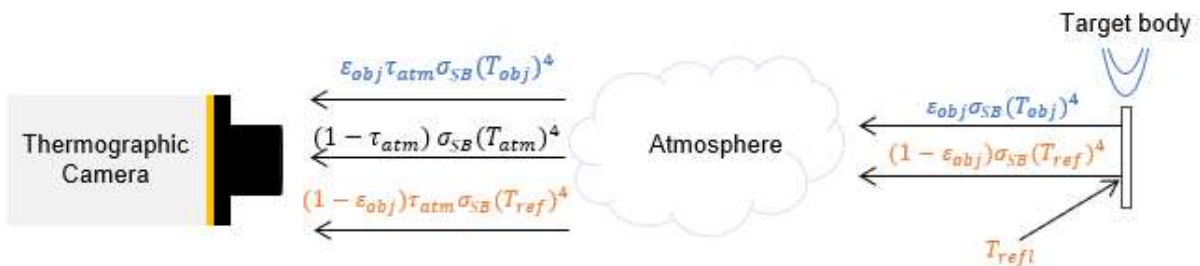 Target body
ε_obj τ_atm σ_SB (T_obj)^4
ε_obj σ_SB (T_obj)^4
Thermographic
Camera
(1 − τ_atm) σ_SB (T_atm)^4
Atmosphere
(1 − ε_obj)σ_SB (T_ref)^4
(1 − ε_obj)τ_atm σ_SB (T_ref)^4
T_refl